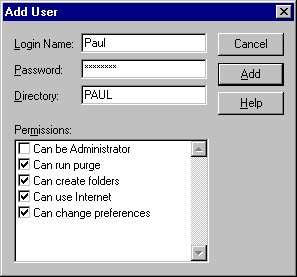 Add User
Login Name: Paul Cancel
Password: xxxxxxxx Add
Directory: PAUL Help
Permissions:
Can be Administrator
Can run purge
Can create folders
Can use Internet
Can change preferences